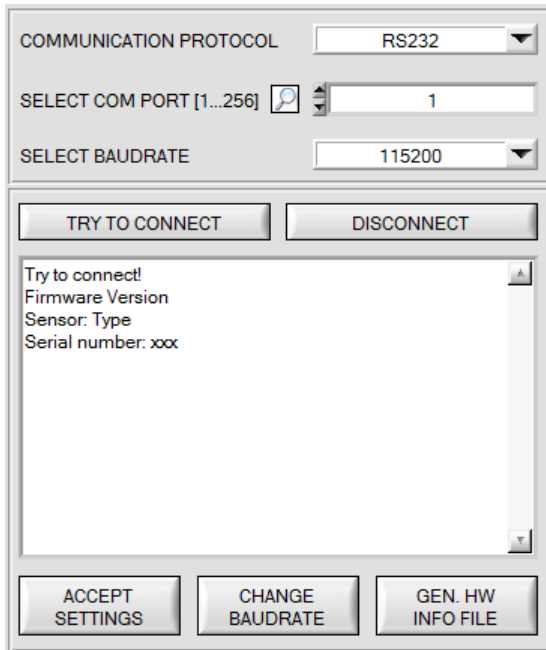 COMMUNICATION PROTOCOL RS232
SELECT COM PORT [1...256] 1
SELECT BAUDRATE 115200
TRY TO CONNECT DISCONNECT
Try to connect!
Firmware Version
Sensor: Type
Serial number: xxx
ACCEPT SETTINGS CHANGE BAUDRATE GEN. HW INFO FILE